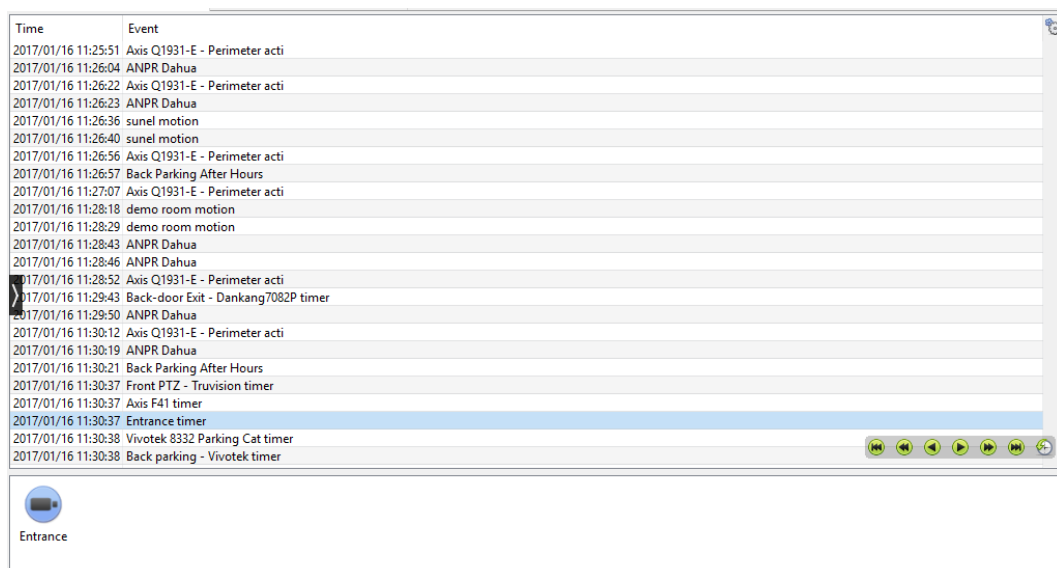 Time Event
2017/01/16 11:25:51 Axis Q1931-E - Perimeter acti
2017/01/16 11:26:04 ANPR Dahua
2017/01/16 11:26:22 Axis Q1931-E - Perimeter acti
2017/01/16 11:26:23 ANPR Dahua
2017/01/16 11:26:36 sunel motion
2017/01/16 11:26:40 sunel motion
2017/01/16 11:26:56 Axis Q1931-E - Perimeter acti
2017/01/16 11:26:57 Back Parking After Hours
2017/01/16 11:27:07 Axis Q1931-E - Perimeter acti
2017/01/16 11:28:18 demo room motion
2017/01/16 11:28:29 demo room motion
2017/01/16 11:28:43 ANPR Dahua
2017/01/16 11:28:46 ANPR Dahua
017/01/16 11:28:52 Axis Q1931-E - Perimeter acti
017/01/16 11:29:43 Back-door Exit - Dankang7082P timer
2017/01/16 11:29:50 ANPR Dahua
2017/01/16 11:30:12 Axis Q1931-E - Perimeter acti
2017/01/16 11:30:19 ANPR Dahua
2017/01/16 11:30:21 Back Parking After Hours
2017/01/16 11:30:37 Front PTZ - Truvision timer
2017/01/16 11:30:37 Axis F41 timer
2017/01/16 11:30:37 Entrance timer
2017/01/16 11:30:38 Vivotek 8332 Parking Cat timer
2017/01/16 11:30:38 Back parking - Vivotek timer
Entrance